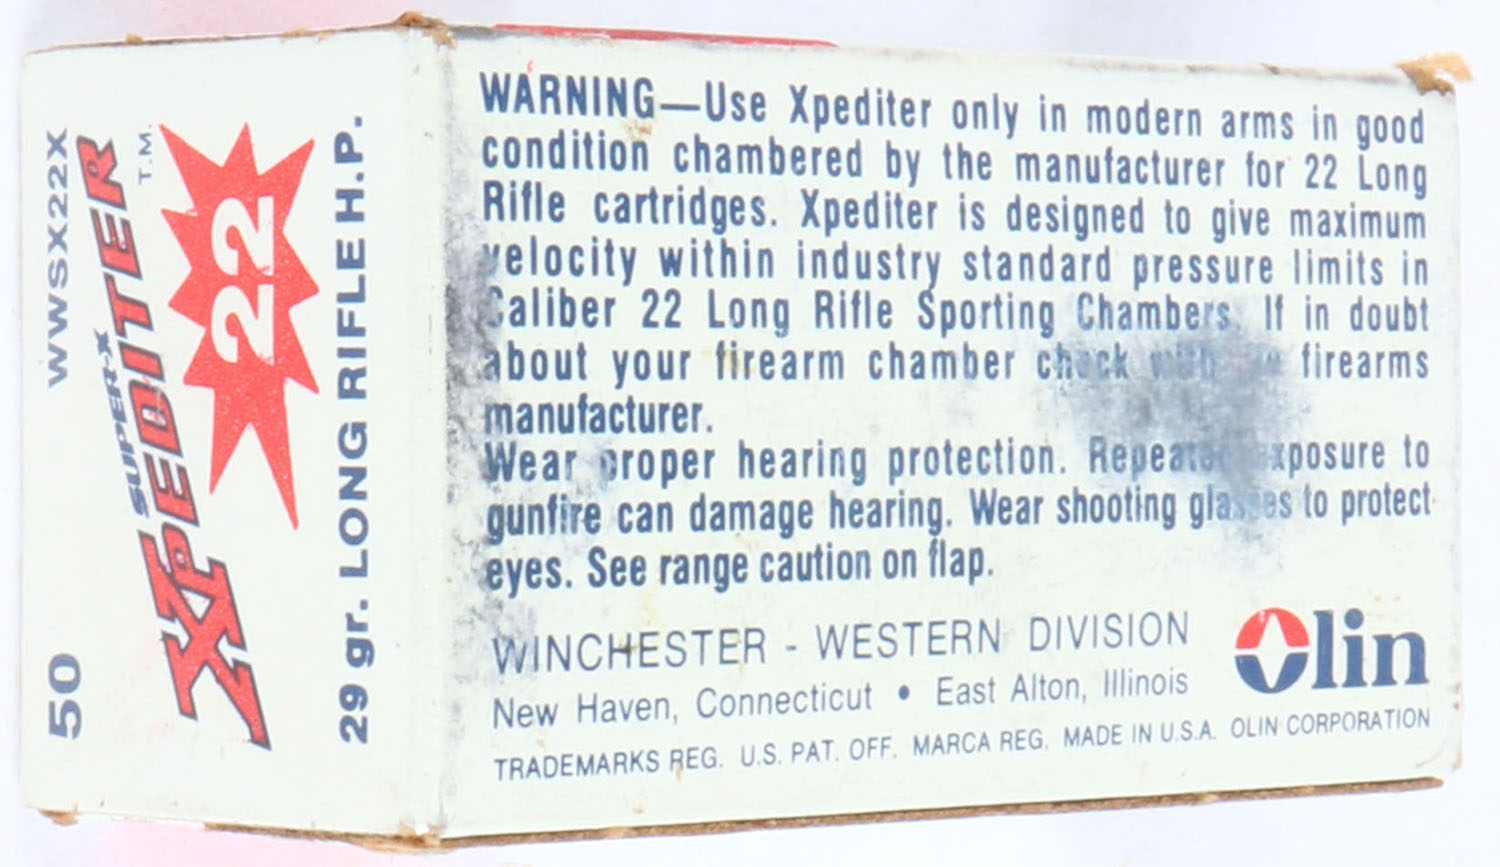 50 WWSX22X
SUPER-X
XPEDITER T.M.
22
29 gr. LONG RIFLE H.P.
WARNING—Use Xpediter only in modern arms in good
condition chambered by the manufacturer for 22 Long
Rifle cartridges. Xpediter is designed to give maximum
velocity within industry standard pressure limits in
Caliber 22 Long Rifle Sporting Chambers. If in doubt
about your firearm chamber check with firearms
manufacturer.
Wear proper hearing protection. Repeated exposure to
gunfire can damage hearing. Wear shooting glasses to protect
eyes. See range caution on flap.
WINCHESTER - WESTERN DIVISION
New Haven, Connecticut • East Alton, Illinois
Olin
TRADEMARKS REG. U.S. PAT. OFF. MARCA REG. MADE IN U.S.A. OLIN CORPORATION